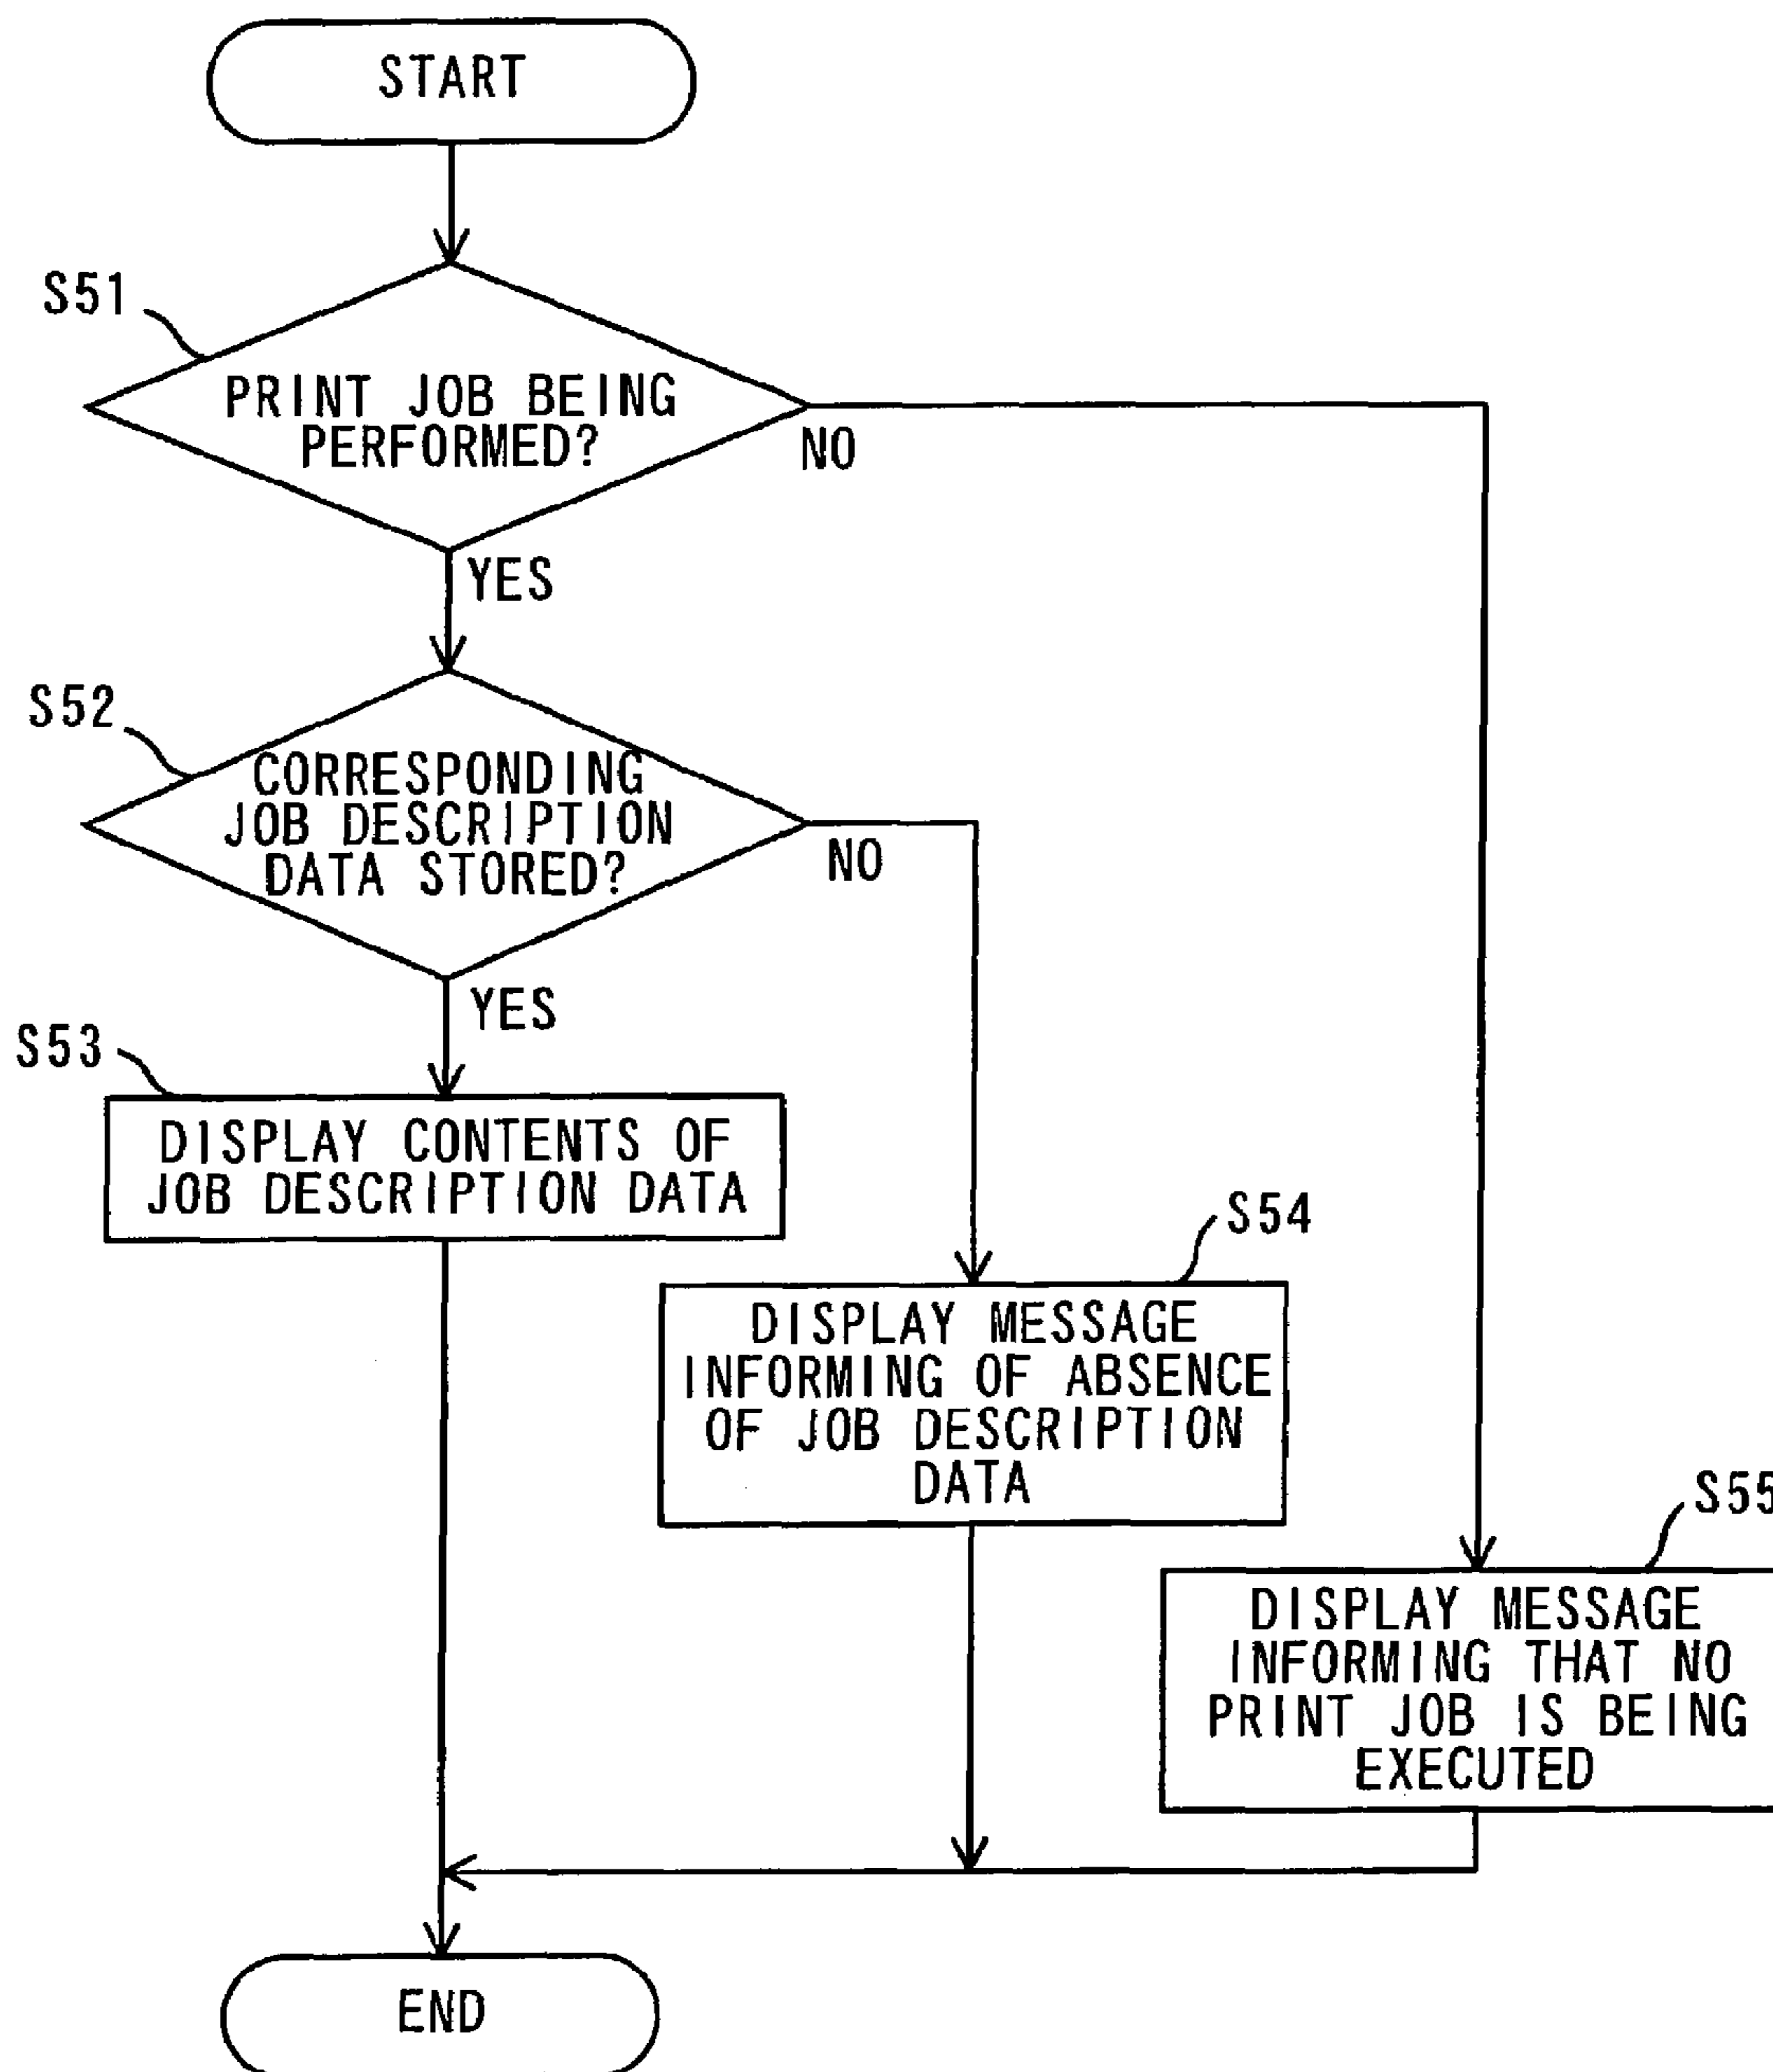 START
S51
PRINT JOB BEING
PERFORMED?
NO
YES
S52
CORRESPONDING
JOB DESCRIPTION
DATA STORED?
NO
YES
S53
DISPLAY CONTENTS OF
JOB DESCRIPTION DATA
S54
DISPLAY MESSAGE
INFORMING OF ABSENCE
OF JOB DESCRIPTION
DATA
S55
DISPLAY MESSAGE
INFORMING THAT NO
PRINT JOB IS BEING
EXECUTED
END